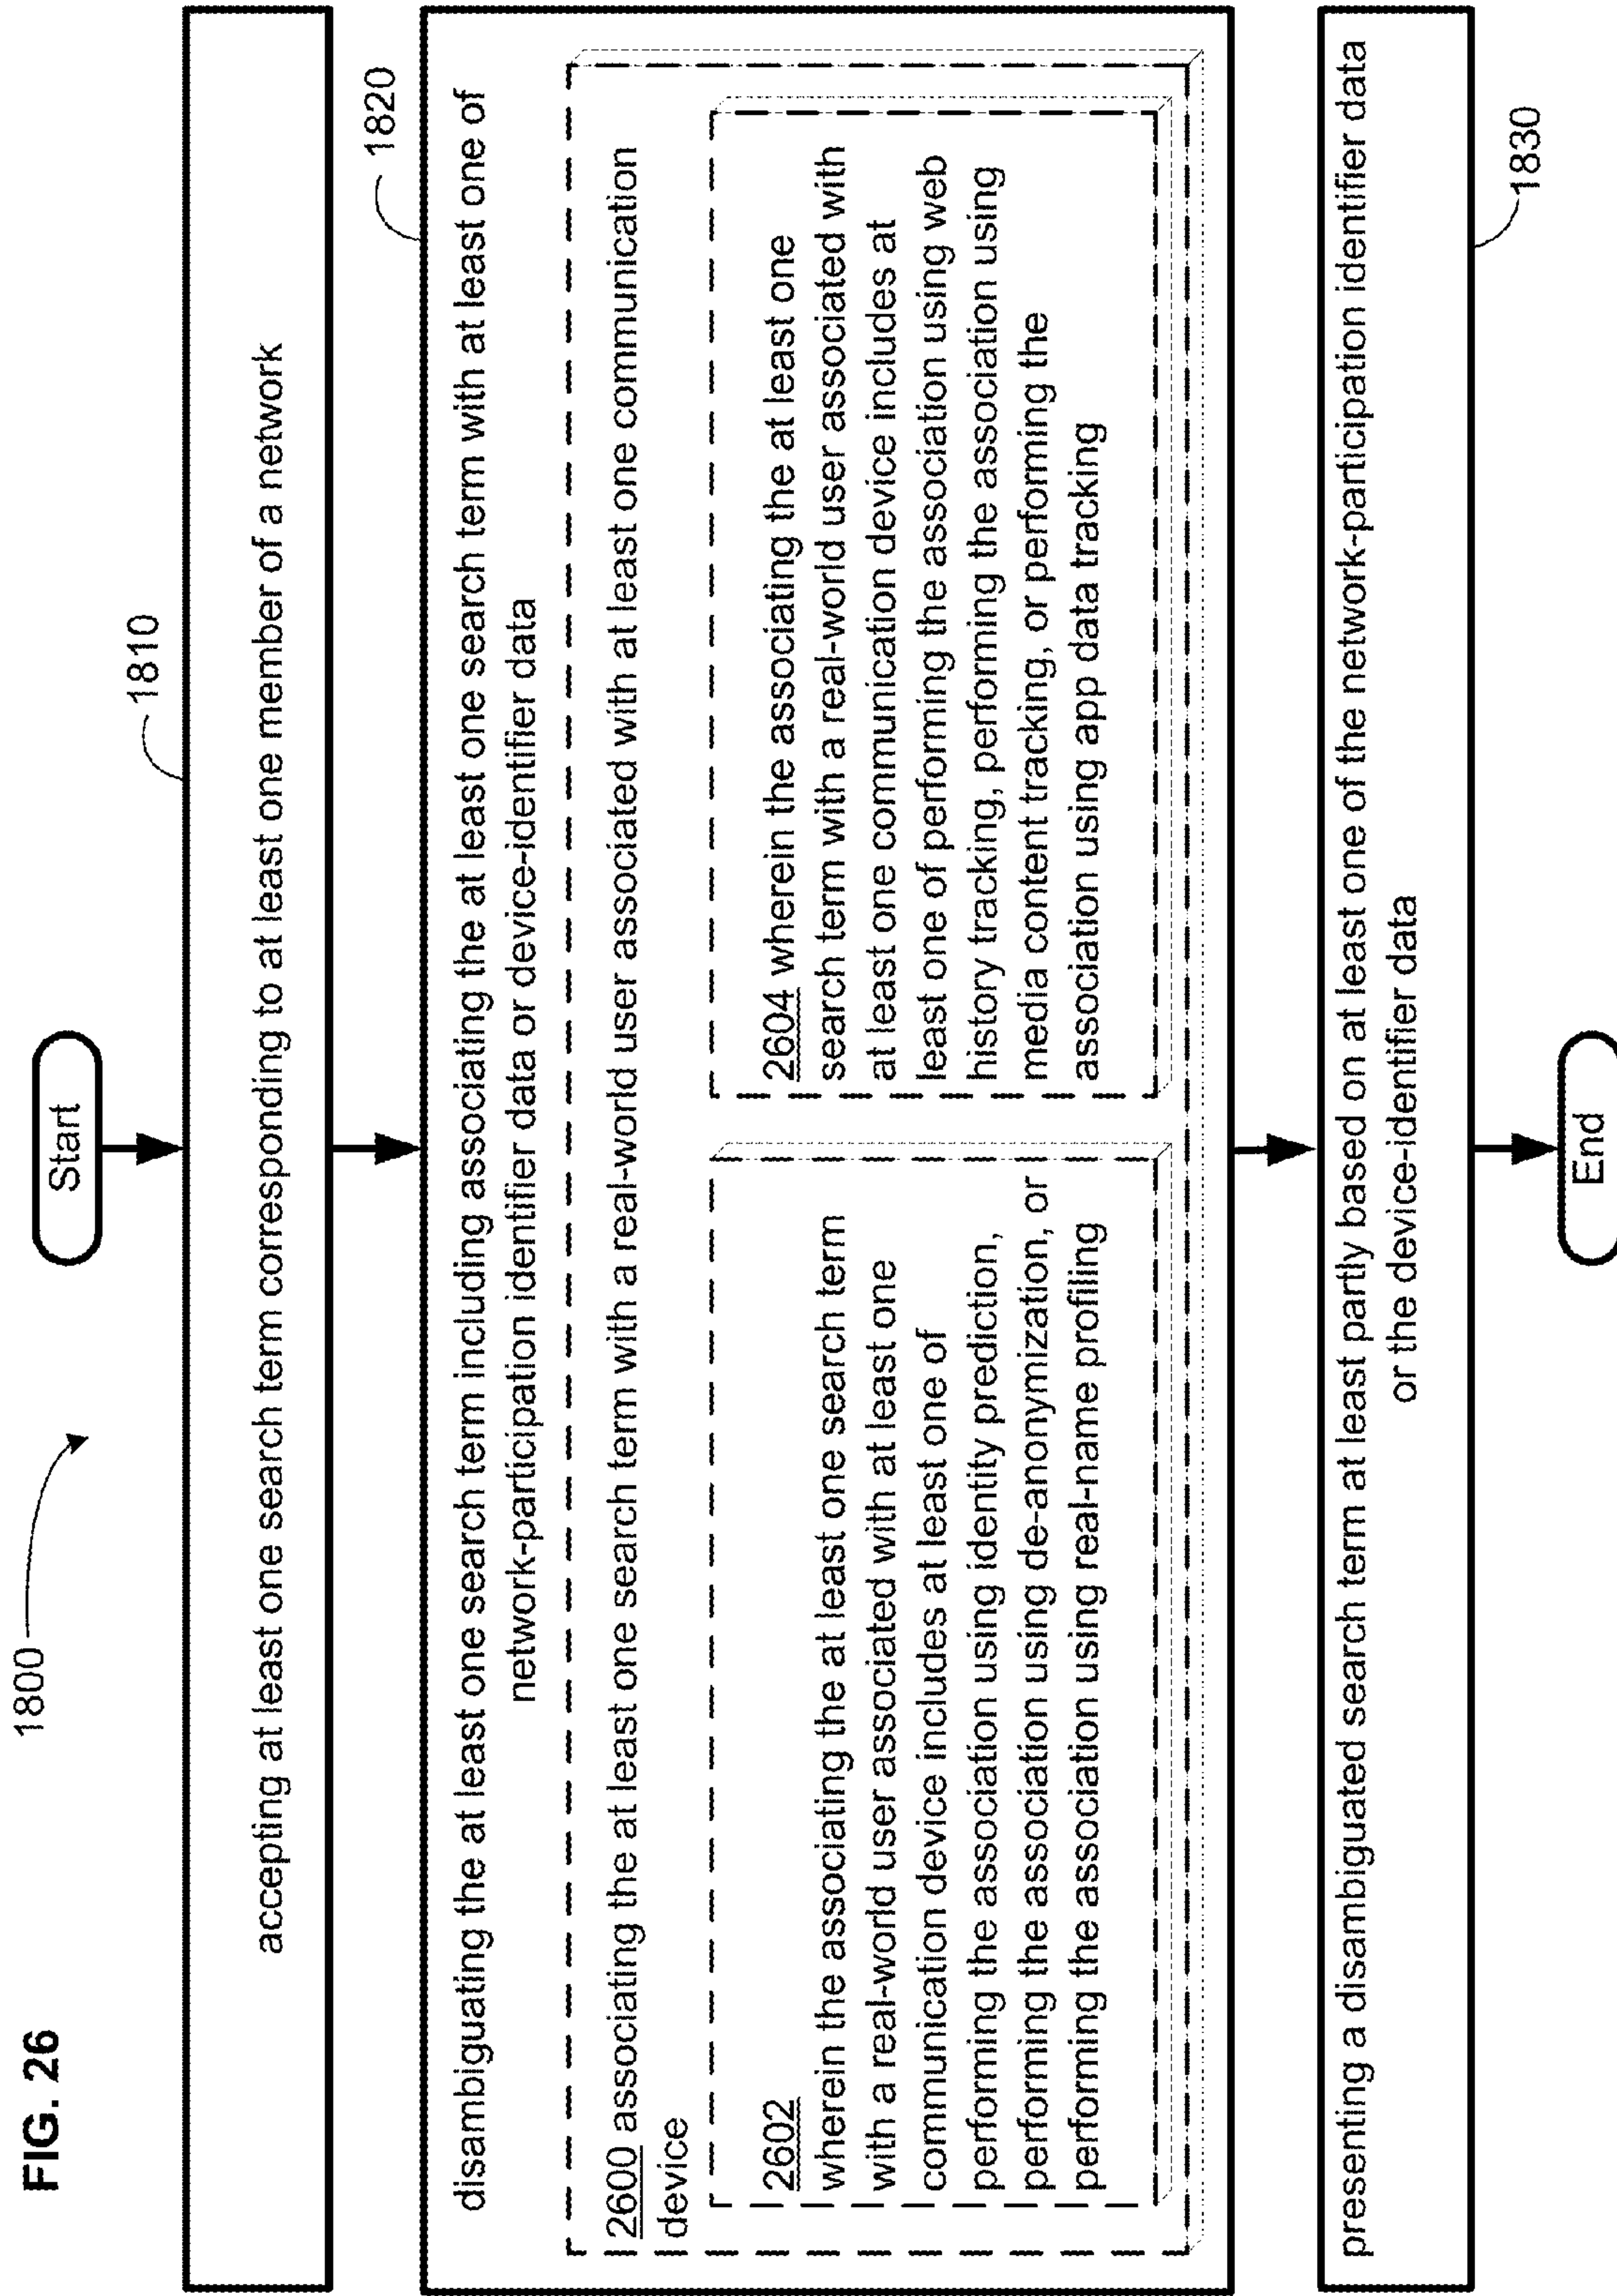 FIG. 26
1800
Start
1810
accepting at least one search term corresponding to at least one member of a network
1820
disambiguating the at least one search term including associating the at least one search term with at least one of
network-participation identifier data or device-identifier data
2600 associating the at least one search term with a real-world user associated with at least one communication
device
2602
wherein the associating the at least one search term
with a real-world user associated with at least one
communication device includes at least one of
performing the association using identity prediction,
performing the association using de-anonymization, or
performing the association using real-name profiling
2604 wherein the associating the at least one
search term with a real-world user associated with
at least one communication device includes at
least one of performing the association using web
history tracking, performing the association using
media content tracking, or performing the
association using app data tracking
presenting a disambiguated search term at least partly based on at least one of the network-participation identifier data
or the device-identifier data
1830
End